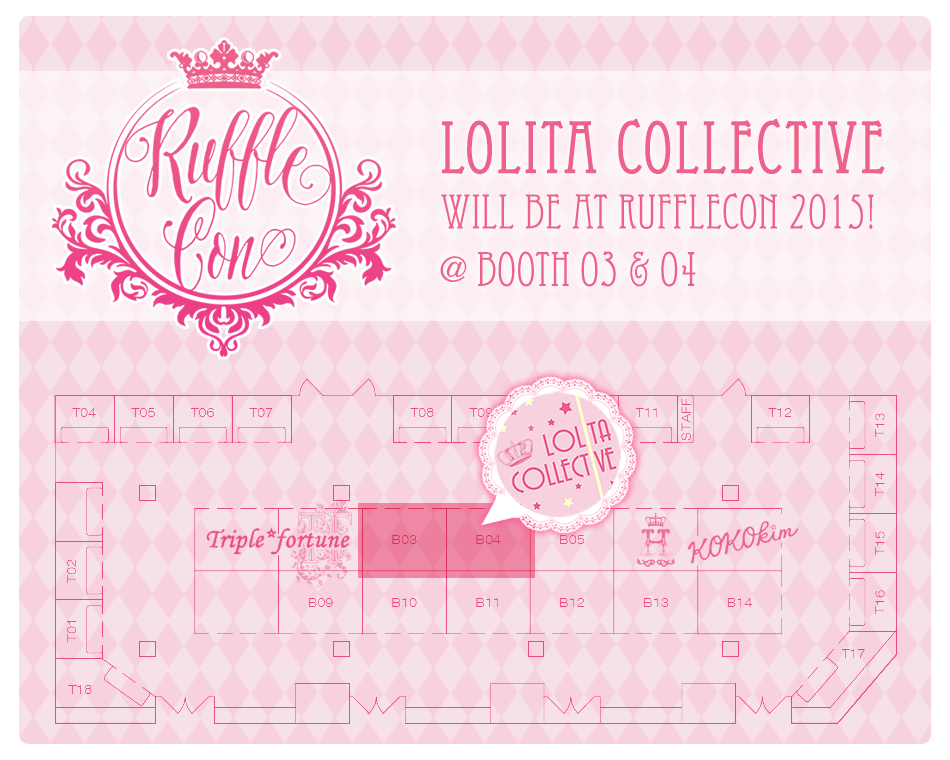 Ruffle
Con
LOLITA COLLECTIVE
WILL BE AT RUFFLECON 2015!
@ BOOTH 03 & 04
T04 T05 T06 T07 T08 T09 T11 STAFF T12
T13
LOLITA
COLLECTIVE
T14
Triple*fortune B03 B04 B05 KOKOkim
T15
T02
B09 B10 B11 B12 B13 B14
T16
T01
T17
T18